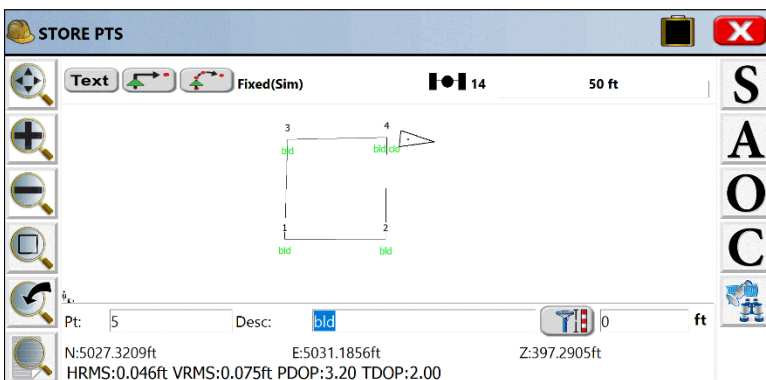 STORE PTS
Text Fixed(Sim) 14 50 ft
S
A
O
C
3 4
bld bld clo
1 2
bld bld
Pt: 5 Desc: bld 0 ft
N:5027.3209ft E:5031.1856ft Z:397.2905ft
HRMS:0.046ft VRMS:0.075ft PDOP:3.20 TDOP:2.00